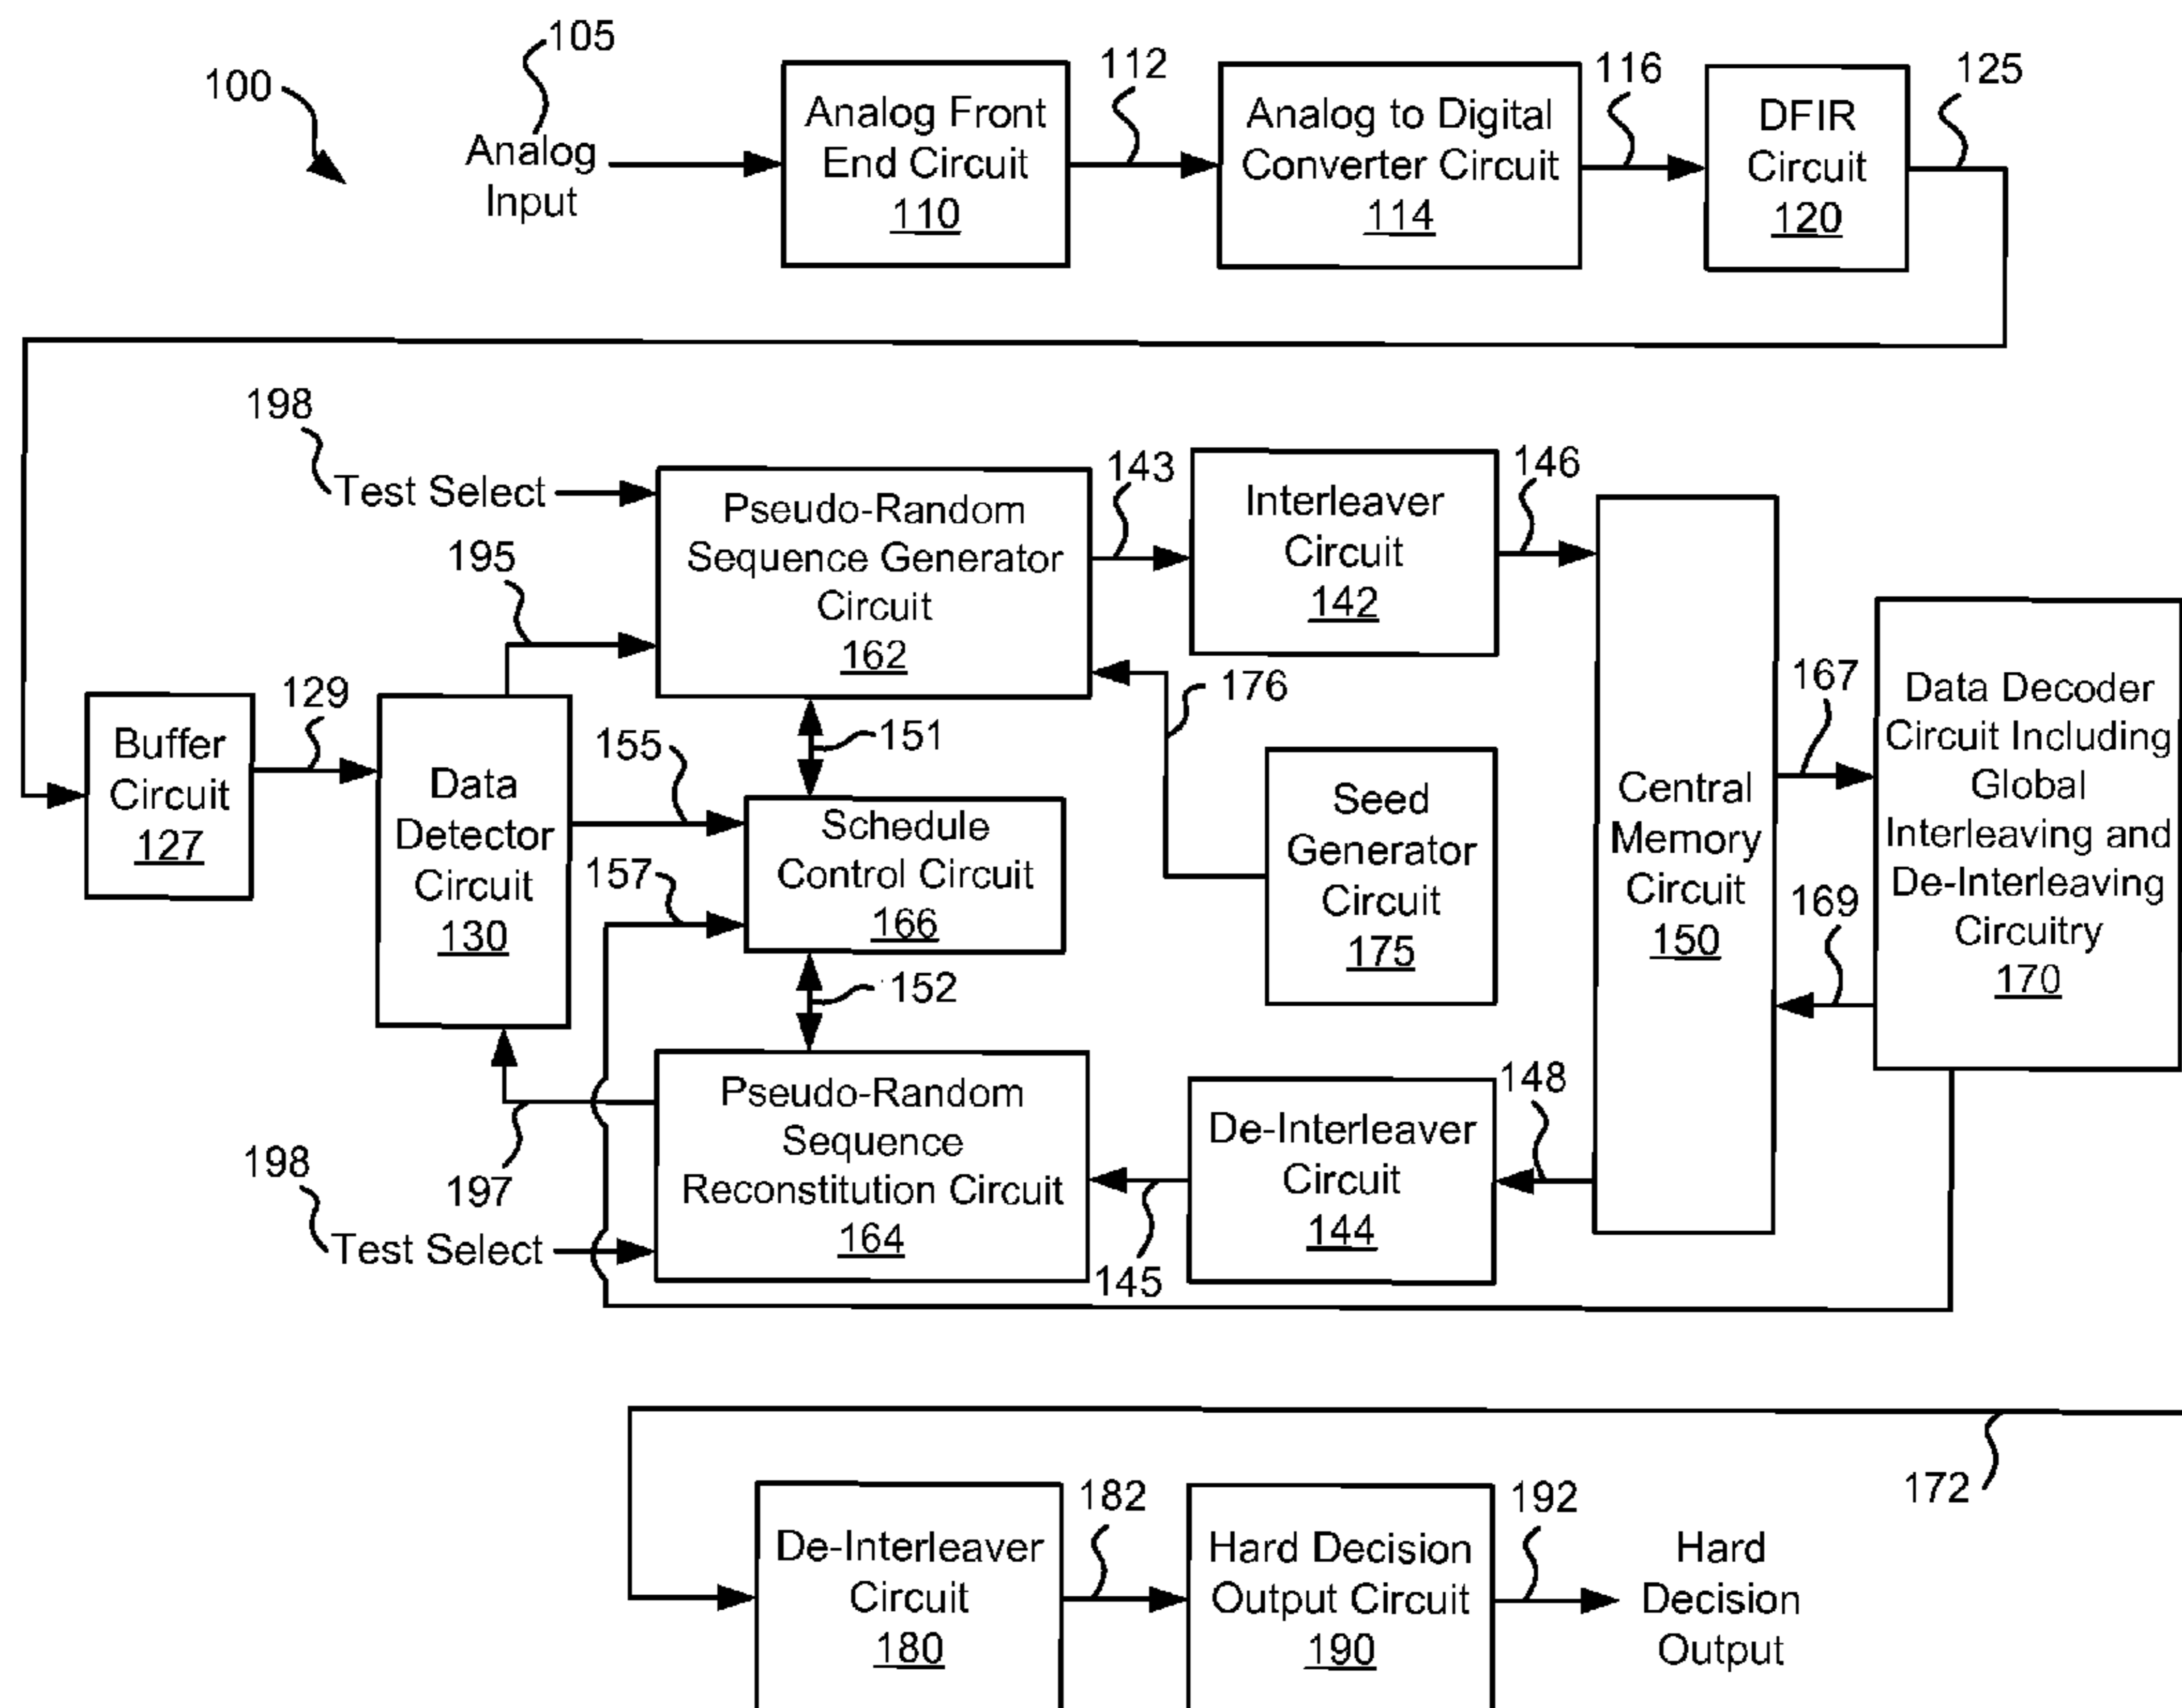 105
100
Analog
Input
Analog Front
End Circuit
110
112
Analog to Digital
Converter Circuit
114
116
DFIR
Circuit
120
125
198
Test Select
195
Pseudo-Random
Sequence Generator
Circuit
162
143
Interleaver
Circuit
142
146
176
Buffer
Circuit
127
129
Data
Detector
Circuit
130
155
157
151
Schedule
Control Circuit
166
152
Seed
Generator
Circuit
175
Central
Memory
Circuit
150
167
169
Data Decoder
Circuit Including
Global
Interleaving and
De-Interleaving
Circuitry
170
197
198
Test Select
Pseudo-Random
Sequence
Reconstitution Circuit
164
145
De-Interleaver
Circuit
144
148
172
De-Interleaver
Circuit
180
182
Hard Decision
Output Circuit
190
192
Hard
Decision
Output